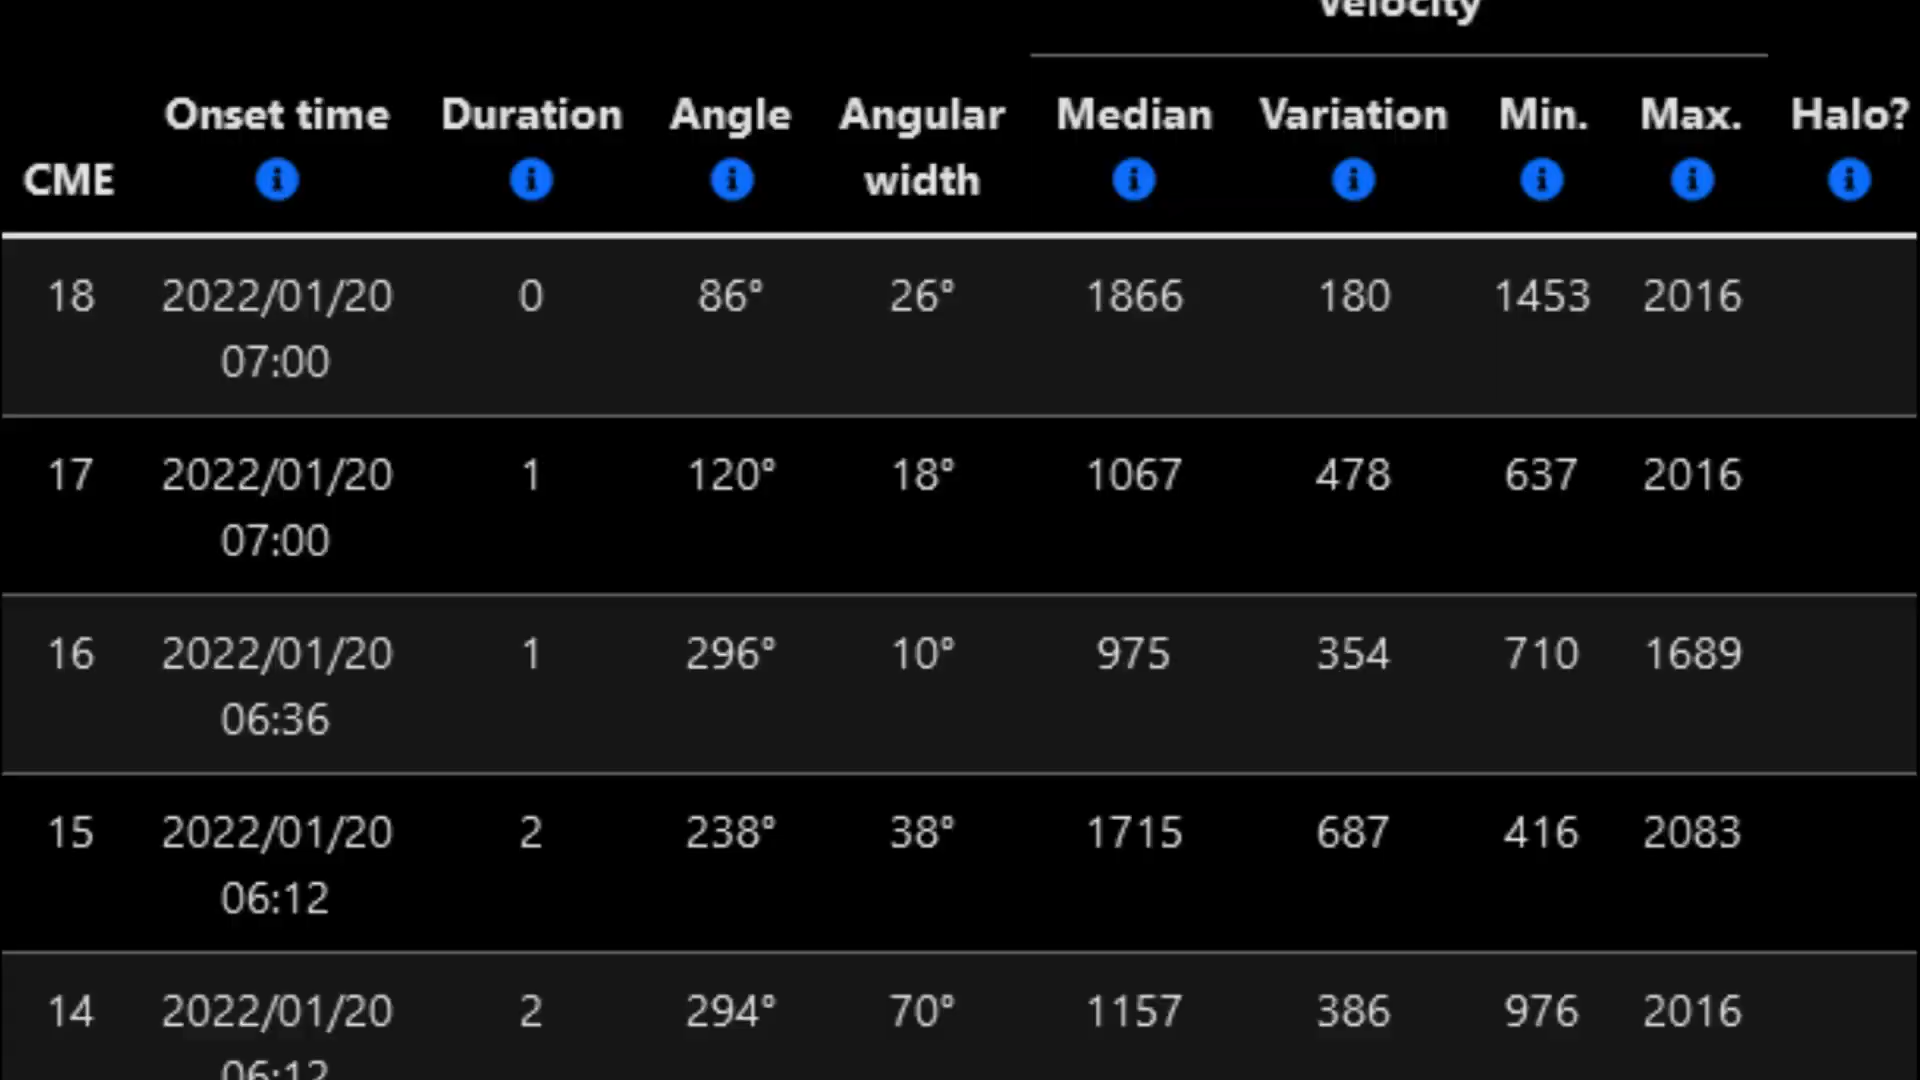 Velocity
Onset time Duration Angle Angular Median Variation Min. Max. Halo?
CME width
18 2022/01/20 0 86° 26° 1866 180 1453 2016
07:00
17 2022/01/20 1 120° 18° 1067 478 637 2016
07:00
16 2022/01/20 1 296° 10° 975 354 710 1689
06:36
15 2022/01/20 2 238° 38° 1715 687 416 2083
06:12
14 2022/01/20 2 294° 70° 1157 386 976 2016
06:12